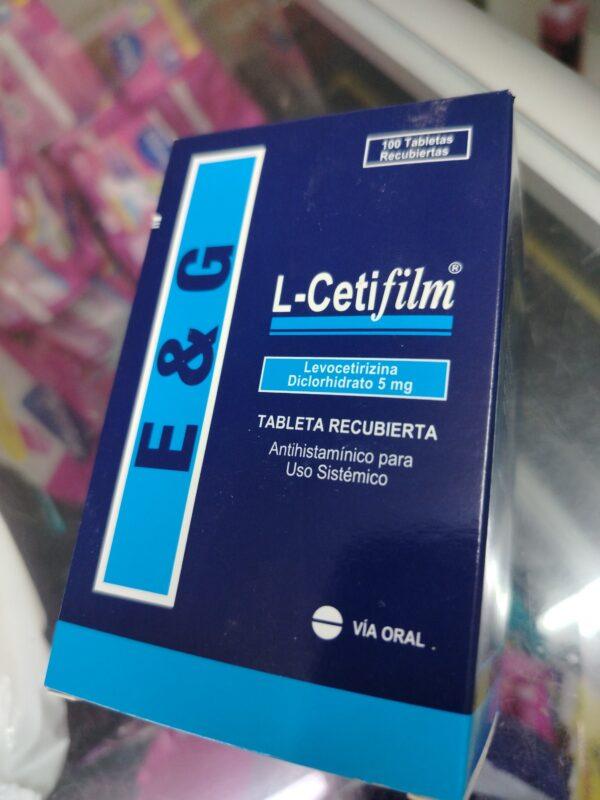 100 Tabletas
Recubiertas
E & G
L-Cetifilm®
Levocetirizina
Diclorhidrato 5 mg
TABLETA RECUBIERTA
Antihistamínico para
Uso Sistémico
VÍA ORAL